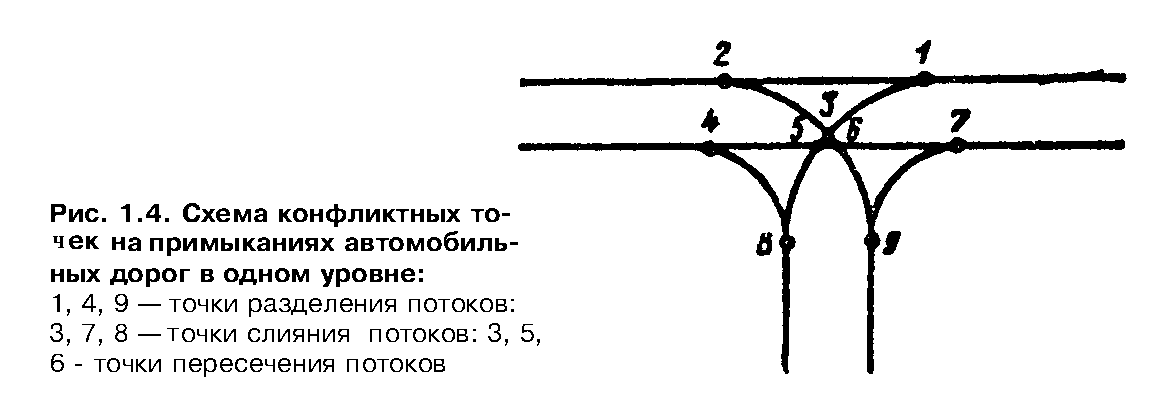 2 1
3
4 5 6 7
8 9
Рис. 1.4. Схема конфликтных то-
чек на примыканиях автомобиль-
ных дорог в одном уровне:
1, 4, 9 — точки разделения потоков:
3, 7, 8 — точки слияния потоков: 3, 5,
6 - точки пересечения потоков